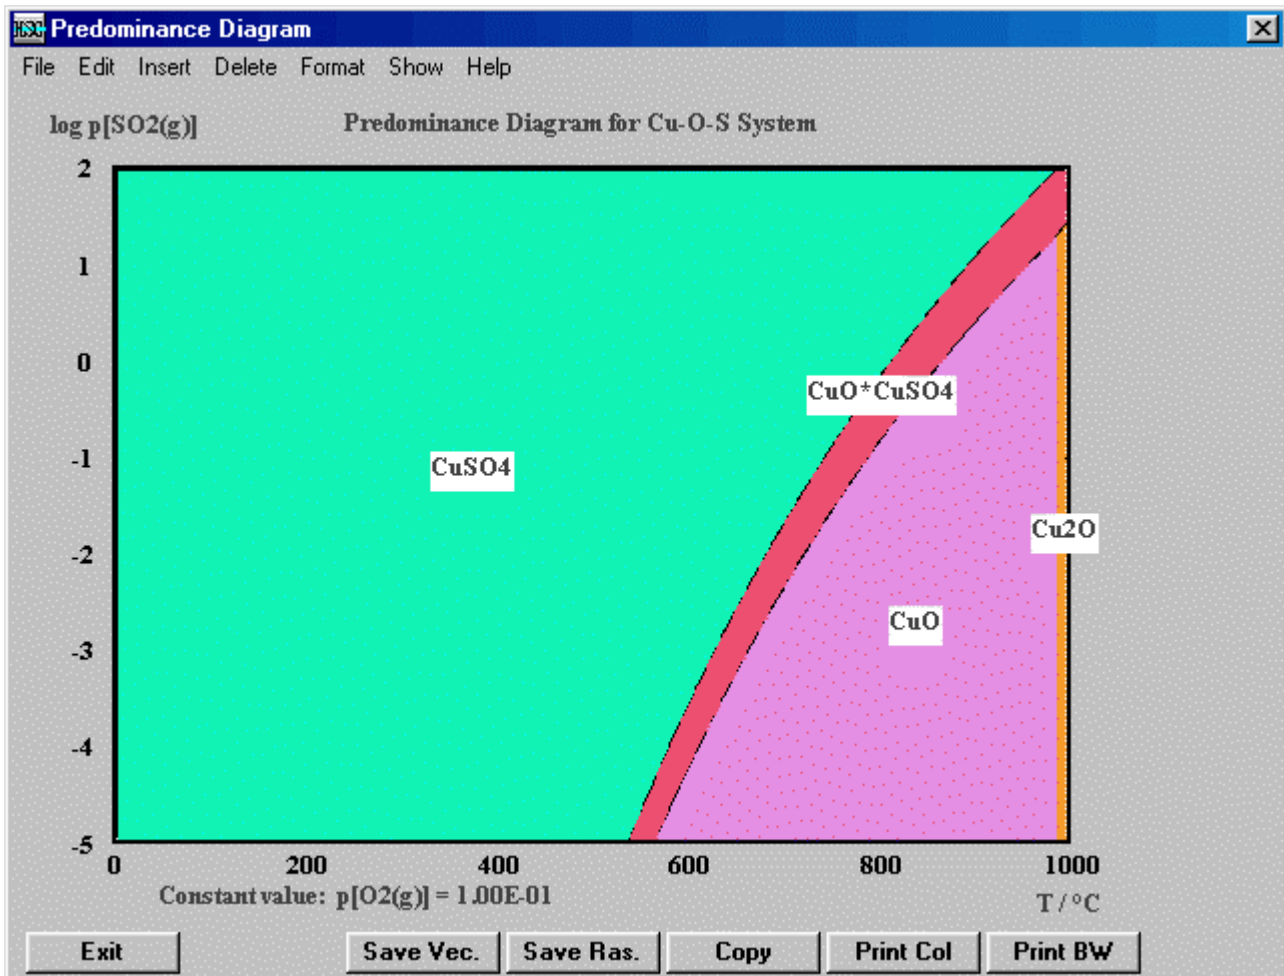 HSC Predominance Diagram
File Edit Insert Delete Format Show Help
log p[SO2(g)] Predominance Diagram for Cu-O-S System
2
1
0
CuO*CuSO4
-1
CuSO4
-2
Cu2O
-3
CuO
-4
-5
0 200 400 600 800 1000
Constant value: p[O2(g)] = 1.00E-01
T / °C
Exit Save Vec. Save Ras. Copy Print Col Print BW